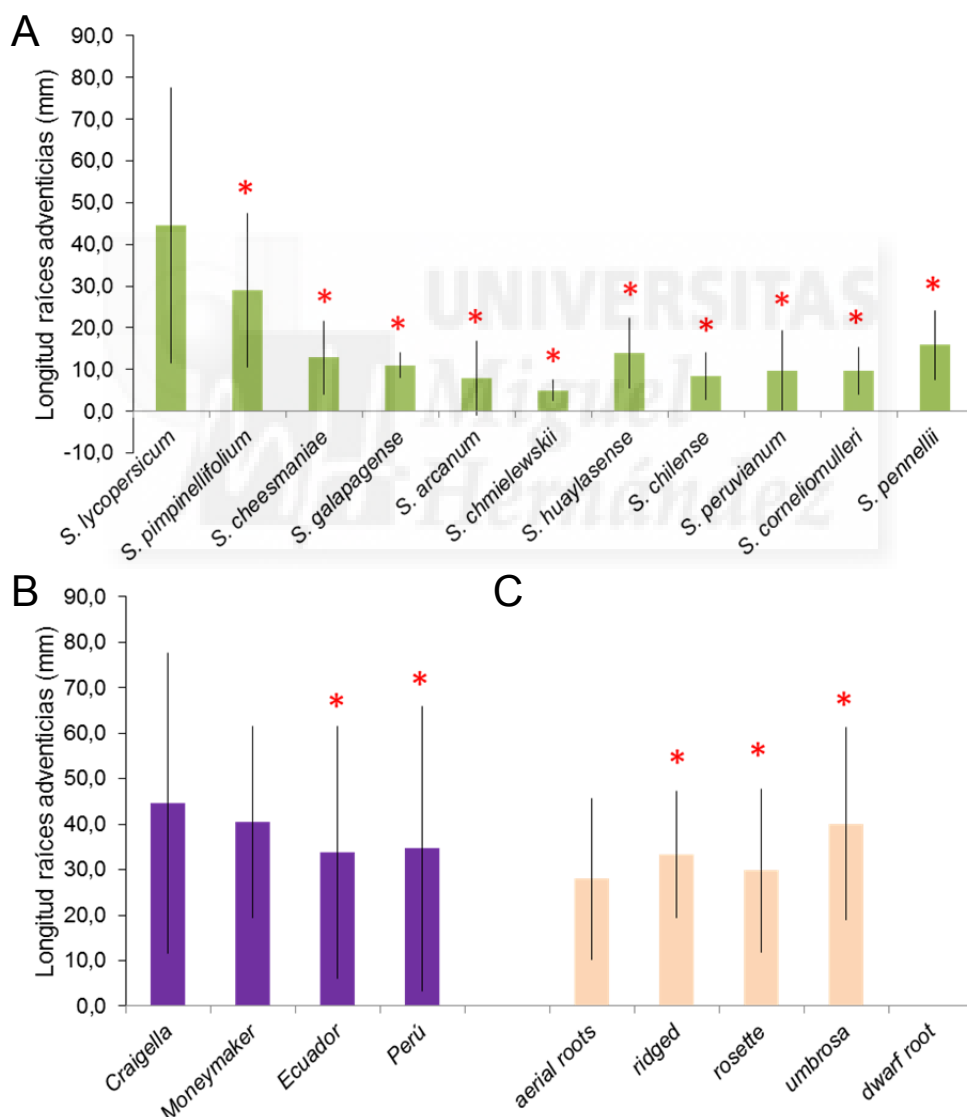 A
Longitud raíces adventicias (mm)
90,0
80,0
70,0
60,0
50,0
40,0
30,0
20,0
10,0
0,0
-10,0
*
*
*
*
*
*
*
*
*
*
UNIVERSITAS
Miguel
Hernández
S. lycopersicum
S. pimpinellifolium
S. cheesmaniae
S. galapagense
S. arcanum
S. chmielewskii
S. huaylasense
S. chilense
S. peruvianum
S. corneliomulleri
S. pennellii
B
Longitud raíces adventicias (mm)
90,0
80,0
70,0
60,0
50,0
40,0
30,0
20,0
10,0
0,0
*
*
Craigella
Moneymaker
Ecuador
Perú
C
*
*
*
aerial roots
ridged
rosette
umbrosa
dwarf root